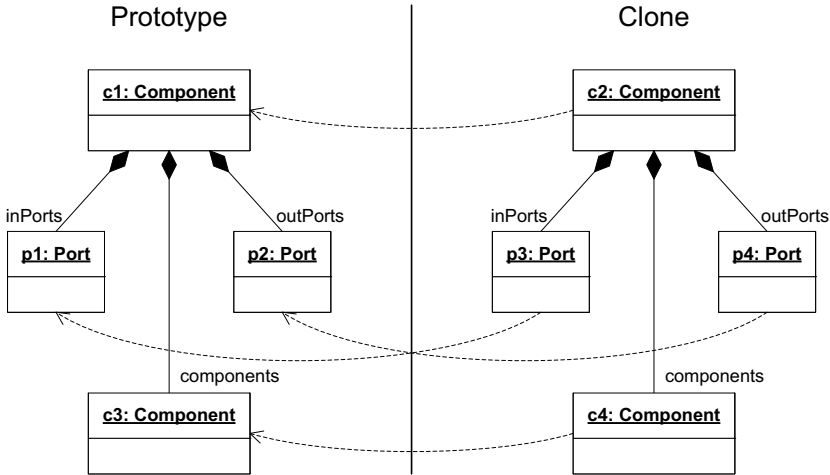 Prototype
Clone
c1: Component
c2: Component
inPorts
outPorts
inPorts
outPorts
p1: Port
p2: Port
p3: Port
p4: Port
components
components
c3: Component
c4: Component